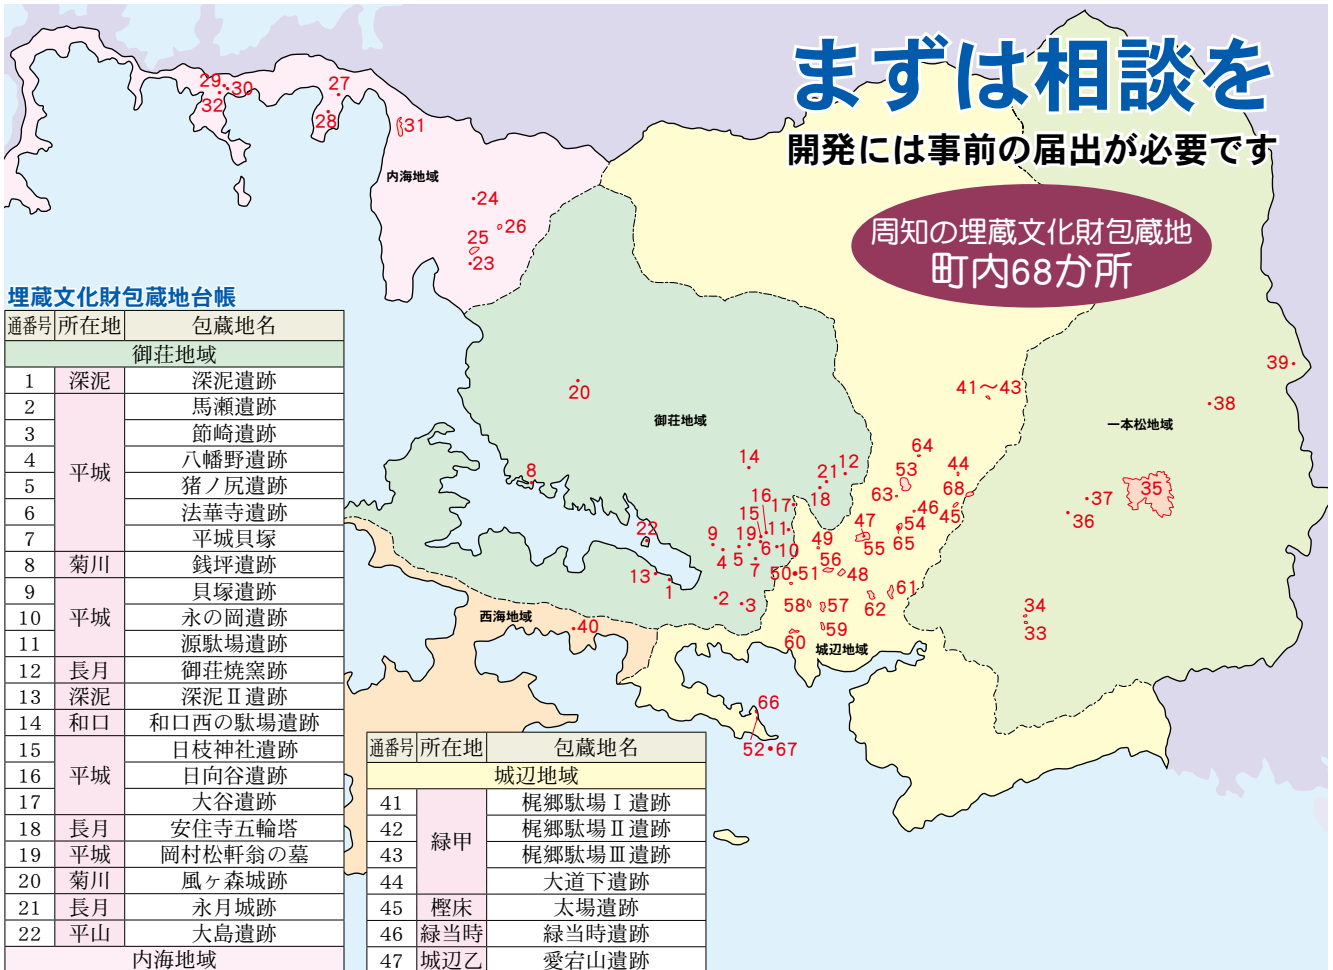 まずは相談を
開発には事前の届出が必要です
周知の埋蔵文化財包蔵地
町内68か所
29
30
32
27
28
31
内海地域
24
26
25
23
20
御荘地域
8
22
14
12
21
18
16
17
15
9
19
11
4
5
6
10
7
13
1
2
3
西海地域
40
41～43
64
53
44
63
68
46
45
47
54
49
55
65
56
50・51
48
58
57
61
62
59
60
城辺地域
66
52・67
一本松地域
39
38
37
35
36
34
33
埋蔵文化財包蔵地台帳
通番号 所在地 包蔵地名
御荘地域
1 深泥 深泥遺跡
2 平城 馬瀬遺跡
3 節崎遺跡
4 八幡野遺跡
5 猪ノ尻遺跡
6 法華寺遺跡
7 平城貝塚
8 菊川 銭坪遺跡
9 平城 貝塚遺跡
10 永の岡遺跡
11 源駄場遺跡
12 長月 御荘焼窯跡
13 深泥 深泥Ⅱ遺跡
14 和口 和口西の駄場遺跡
15 平城 日枝神社遺跡
16 日向谷遺跡
17 大谷遺跡
18 長月 安住寺五輪塔
19 平城 岡村松軒翁の墓
20 菊川 風ヶ森城跡
21 長月 永月城跡
22 平山 大島遺跡
内海地域
通番号 所在地 包蔵地名
城辺地域
41 緑甲 梶郷駄場Ⅰ遺跡
42 梶郷駄場Ⅱ遺跡
43 梶郷駄場Ⅲ遺跡
44 大道下遺跡
45 樫床 太場遺跡
46 緑当時 緑当時遺跡
47 城辺乙 愛宕山遺跡